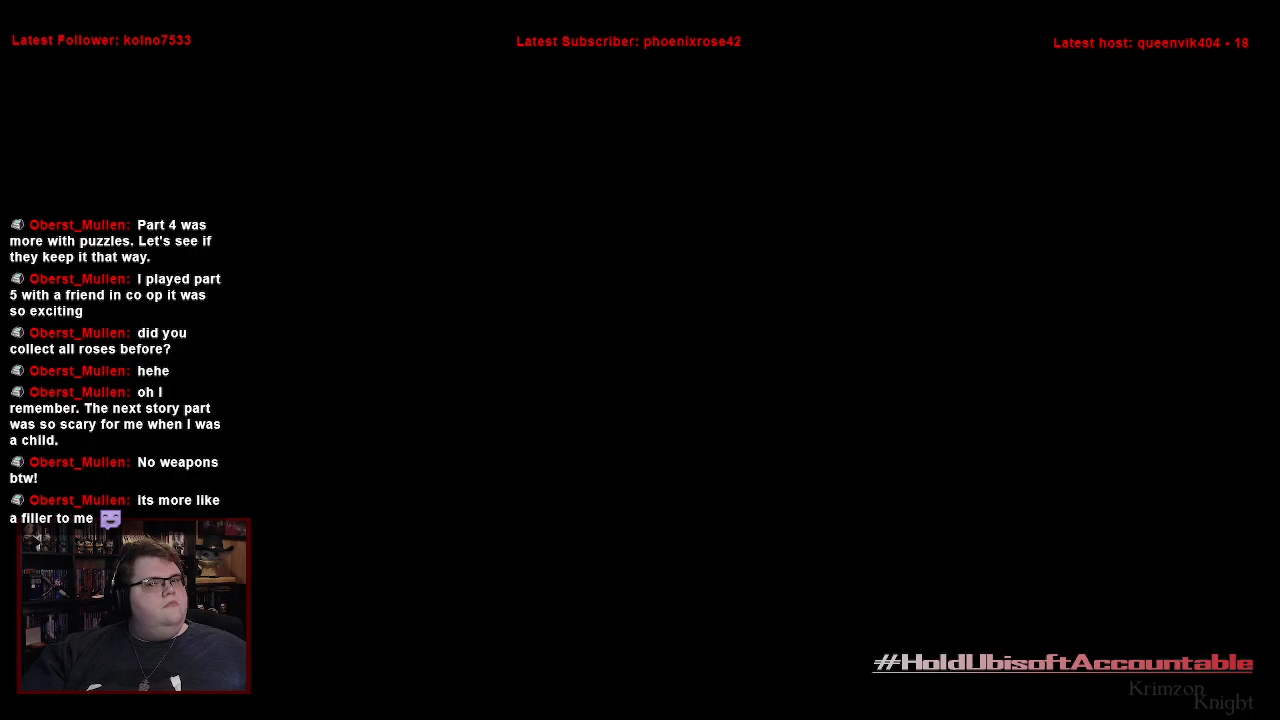 Latest Follower: kolno7533
Latest Subscriber: phoenixrose42
Latest host: queenvik404 - 18
Oberst_Mullen: Part 4 was
more with puzzles. Let's see if
they keep it that way.
Oberst_Mullen: I played part
5 with a friend in co op it was
so exciting
Oberst_Mullen: did you
collect all roses before?
Oberst_Mullen: hehe
Oberst_Mullen: oh I
remember. The next story part
was so scary for me when I was
a child.
Oberst_Mullen: No weapons
btw!
Oberst_Mullen: Its more like
a filler to me
#HoldUbisoftAccountable
Krimzon
Knight